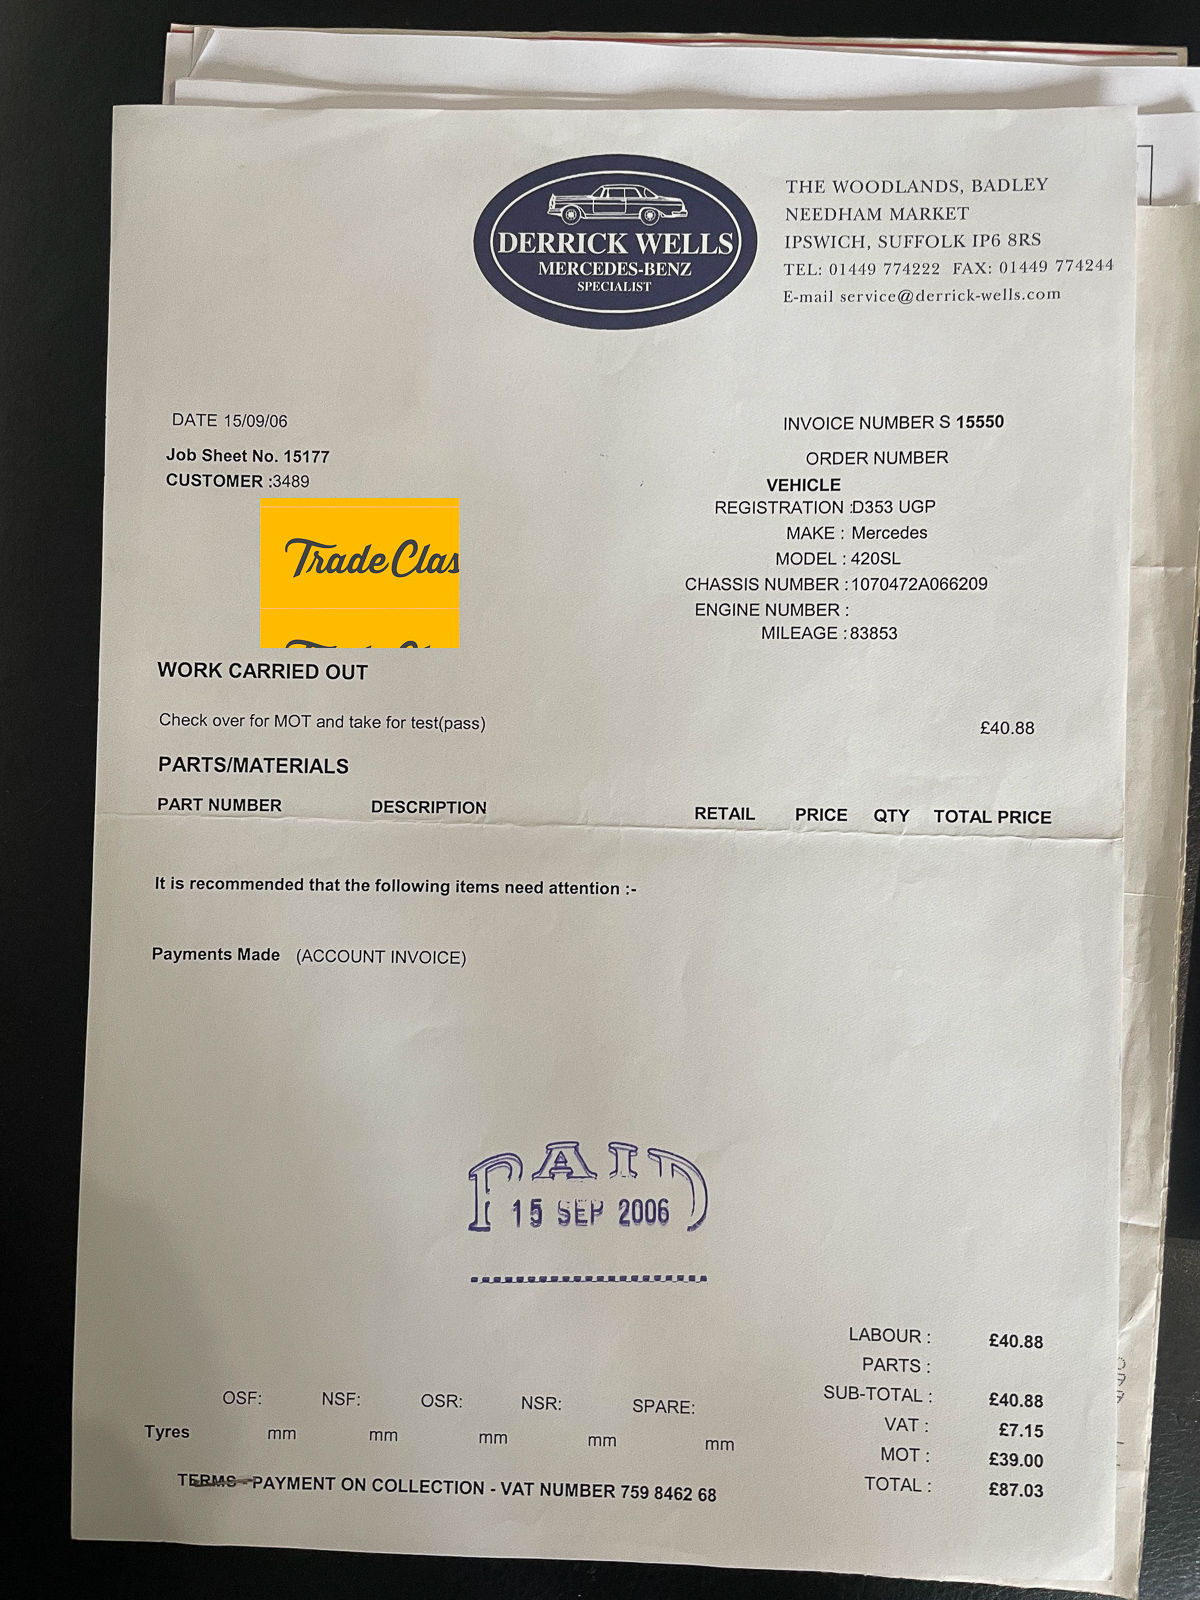 DERRICK WELLS
MERCEDES-BENZ
SPECIALIST
THE WOODLANDS, BADLEY
NEEDHAM MARKET
IPSWICH, SUFFOLK IP6 8RS
TEL: 01449 774222 FAX: 01449 774244
E-mail service@derrick-wells.com
DATE 15/09/06
INVOICE NUMBER S 15550
Job Sheet No. 15177
ORDER NUMBER
CUSTOMER :3489
VEHICLE
REGISTRATION :D353 UGP
MAKE : Mercedes
MODEL : 420SL
CHASSIS NUMBER :1070472A066209
ENGINE NUMBER :
MILEAGE :83853
Trade Clas
WORK CARRIED OUT
Check over for MOT and take for test(pass) £40.88
PARTS/MATERIALS
PART NUMBER DESCRIPTION RETAIL PRICE QTY TOTAL PRICE
It is recommended that the following items need attention :-
Payments Made (ACCOUNT INVOICE)
PAID
15 SEP 2006
LABOUR : £40.88
PARTS :
SUB-TOTAL : £40.88
VAT : £7.15
MOT : £39.00
TOTAL : £87.03
OSF: NSF: OSR: NSR: SPARE:
Tyres mm mm mm mm mm
TERMS - PAYMENT ON COLLECTION - VAT NUMBER 759 8462 68